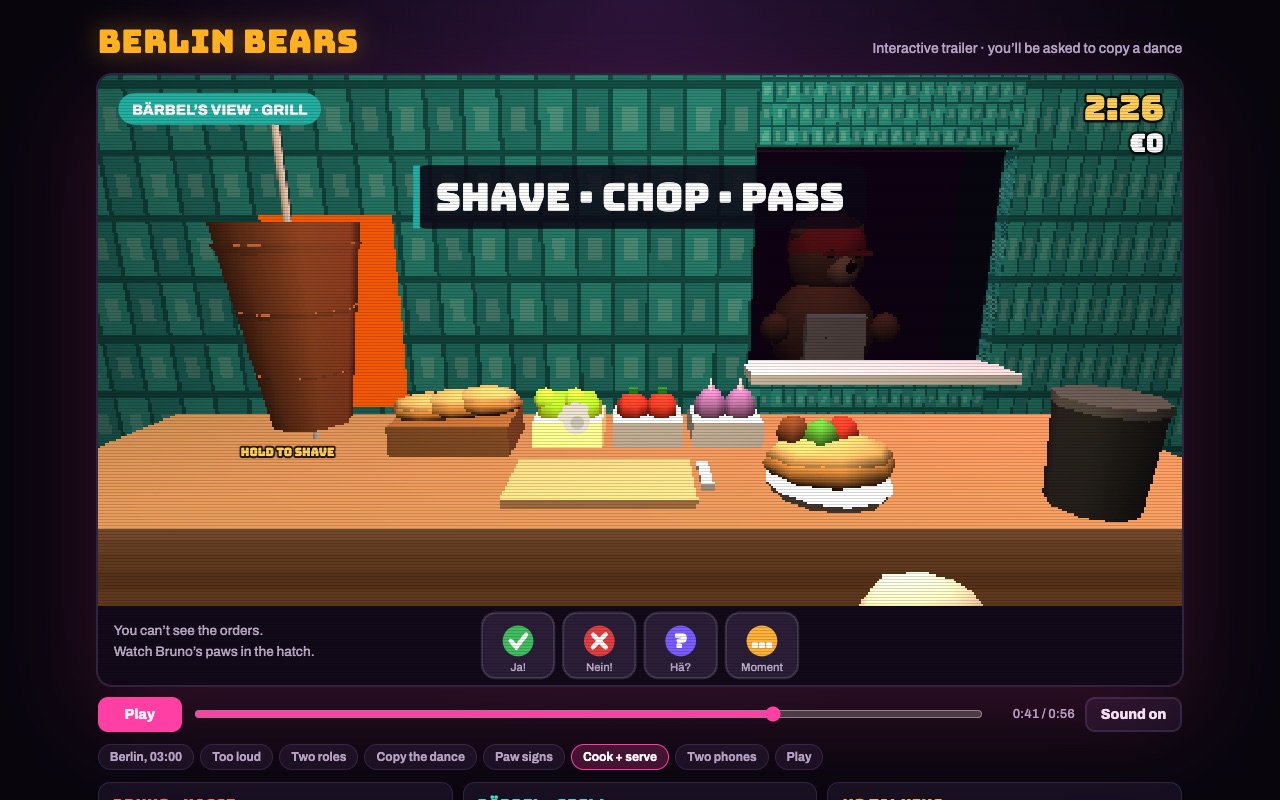 BERLIN BEARS
Interactive trailer · you'll be asked to copy a dance
BÄRBEL'S VIEW · GRILL
2:26
€0
SHAVE · CHOP · PASS
HOLD TO SHAVE
You can't see the orders.
Watch Bruno's paws in the hatch.
Ja!
Nein!
?
Hä?
...
Moment
Play
0:41 / 0:56
Sound on
Berlin, 03:00
Too loud
Two roles
Copy the dance
Paw signs
Cook + serve
Two phones
Play